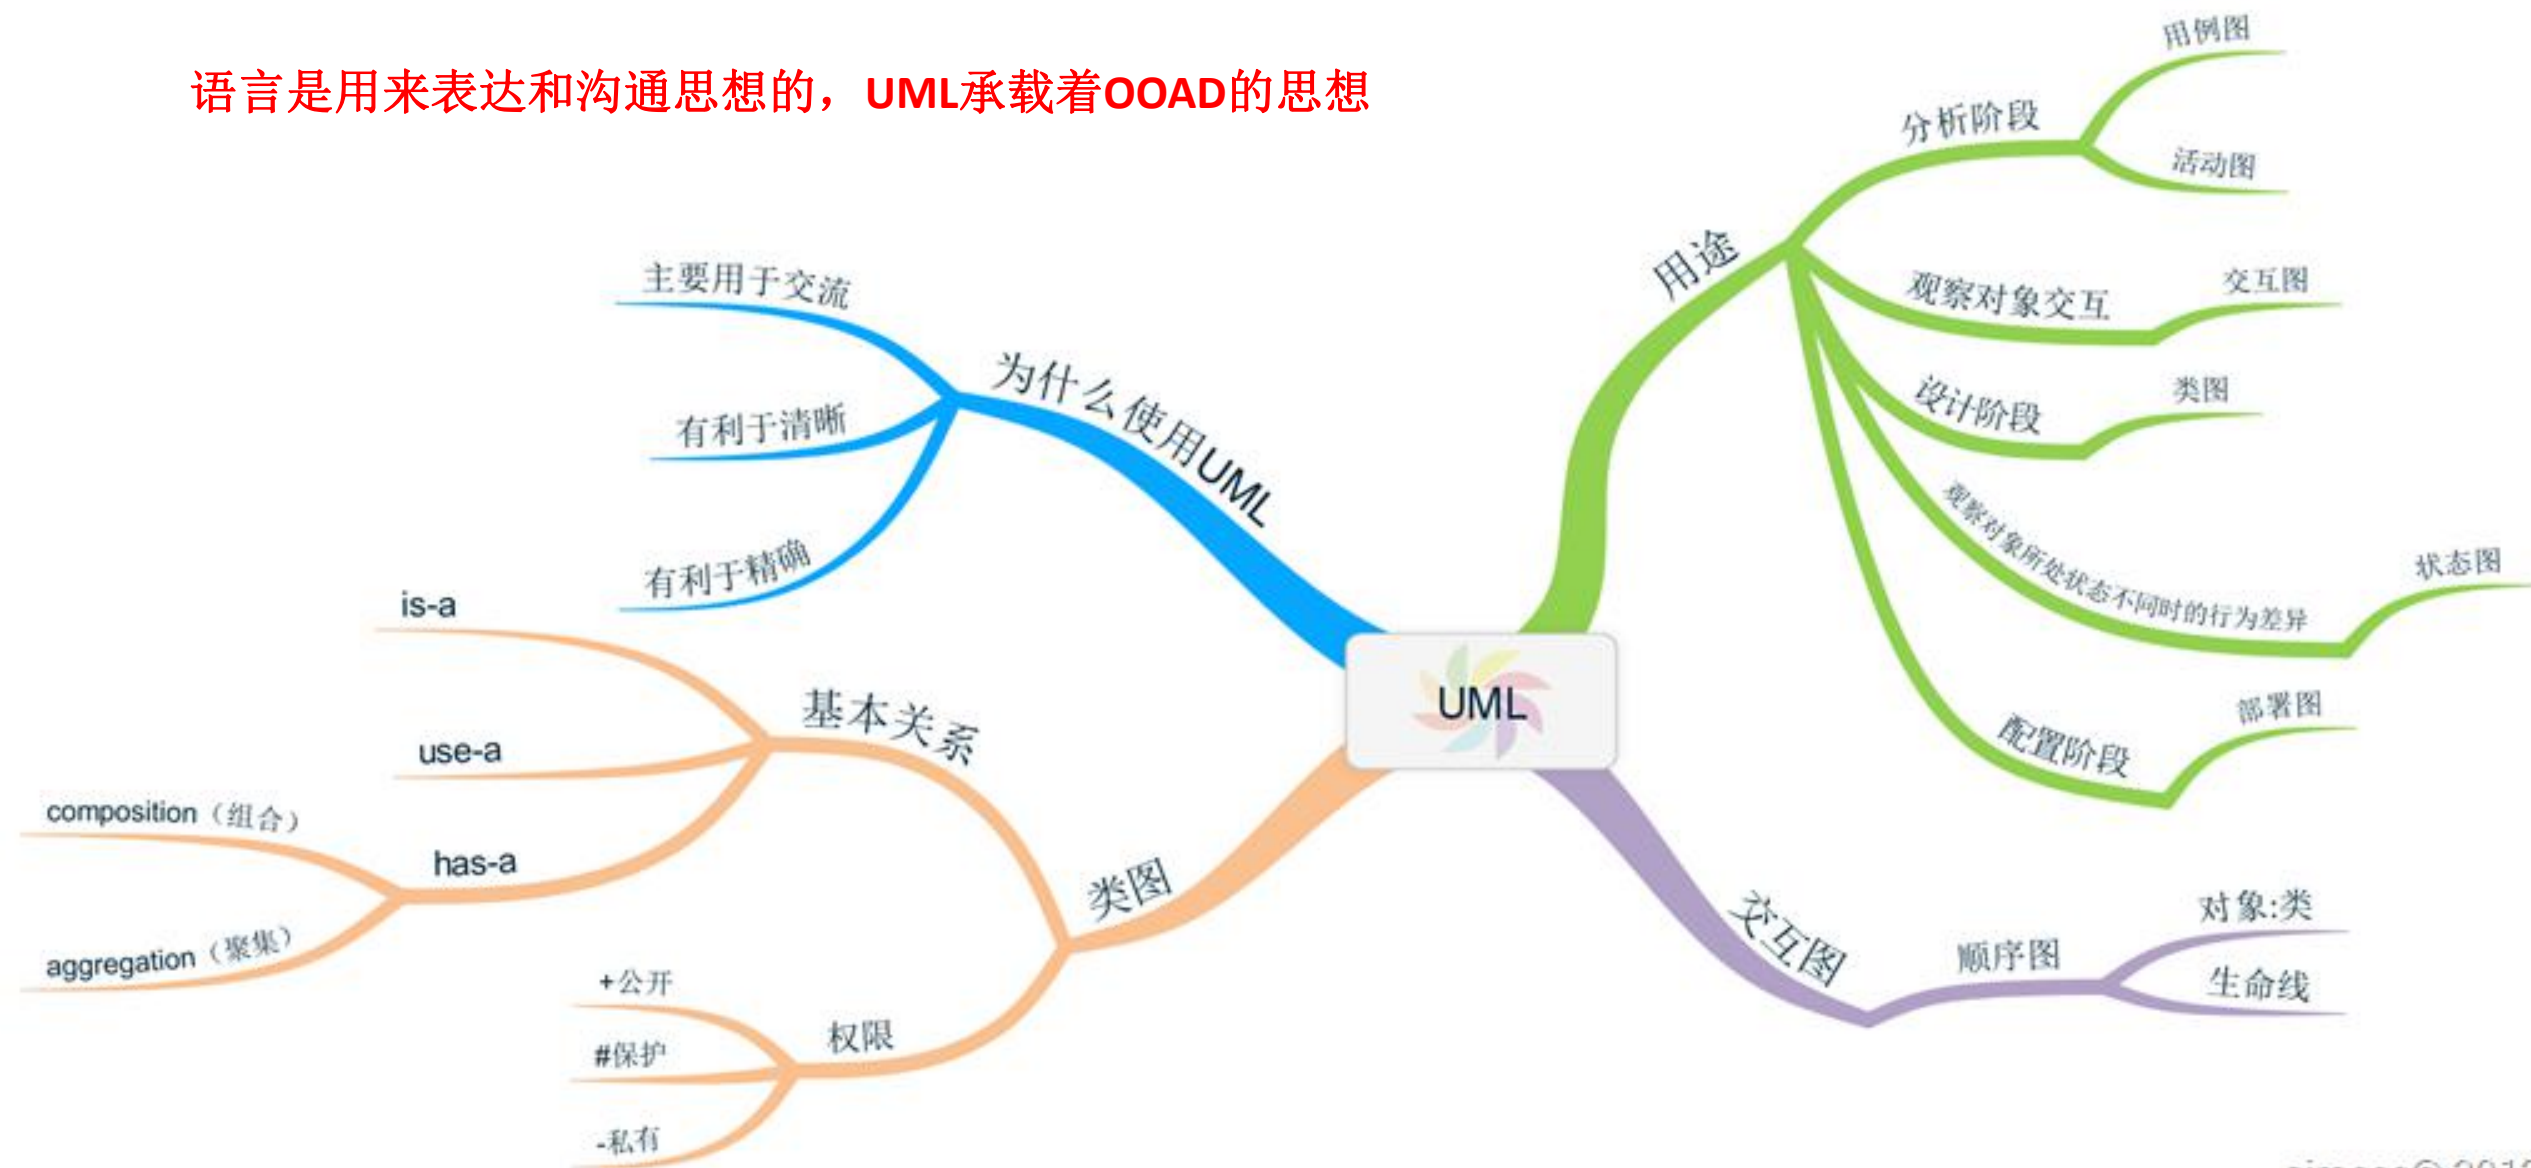 语言是用来表达和沟通思想的，UML承载着OOAD的思想
UML
用途
分析阶段
用例图
活动图
观察对象交互
交互图
设计阶段
类图
观察对象所处状态不同时的行为差异
状态图
配置阶段
部署图
交互图
顺序图
对象:类
生命线
为什么使用UML
主要用于交流
有利于清晰
有利于精确
类图
基本关系
is-a
use-a
has-a
composition（组合）
aggregation（聚集）
权限
+公开
#保护
-私有